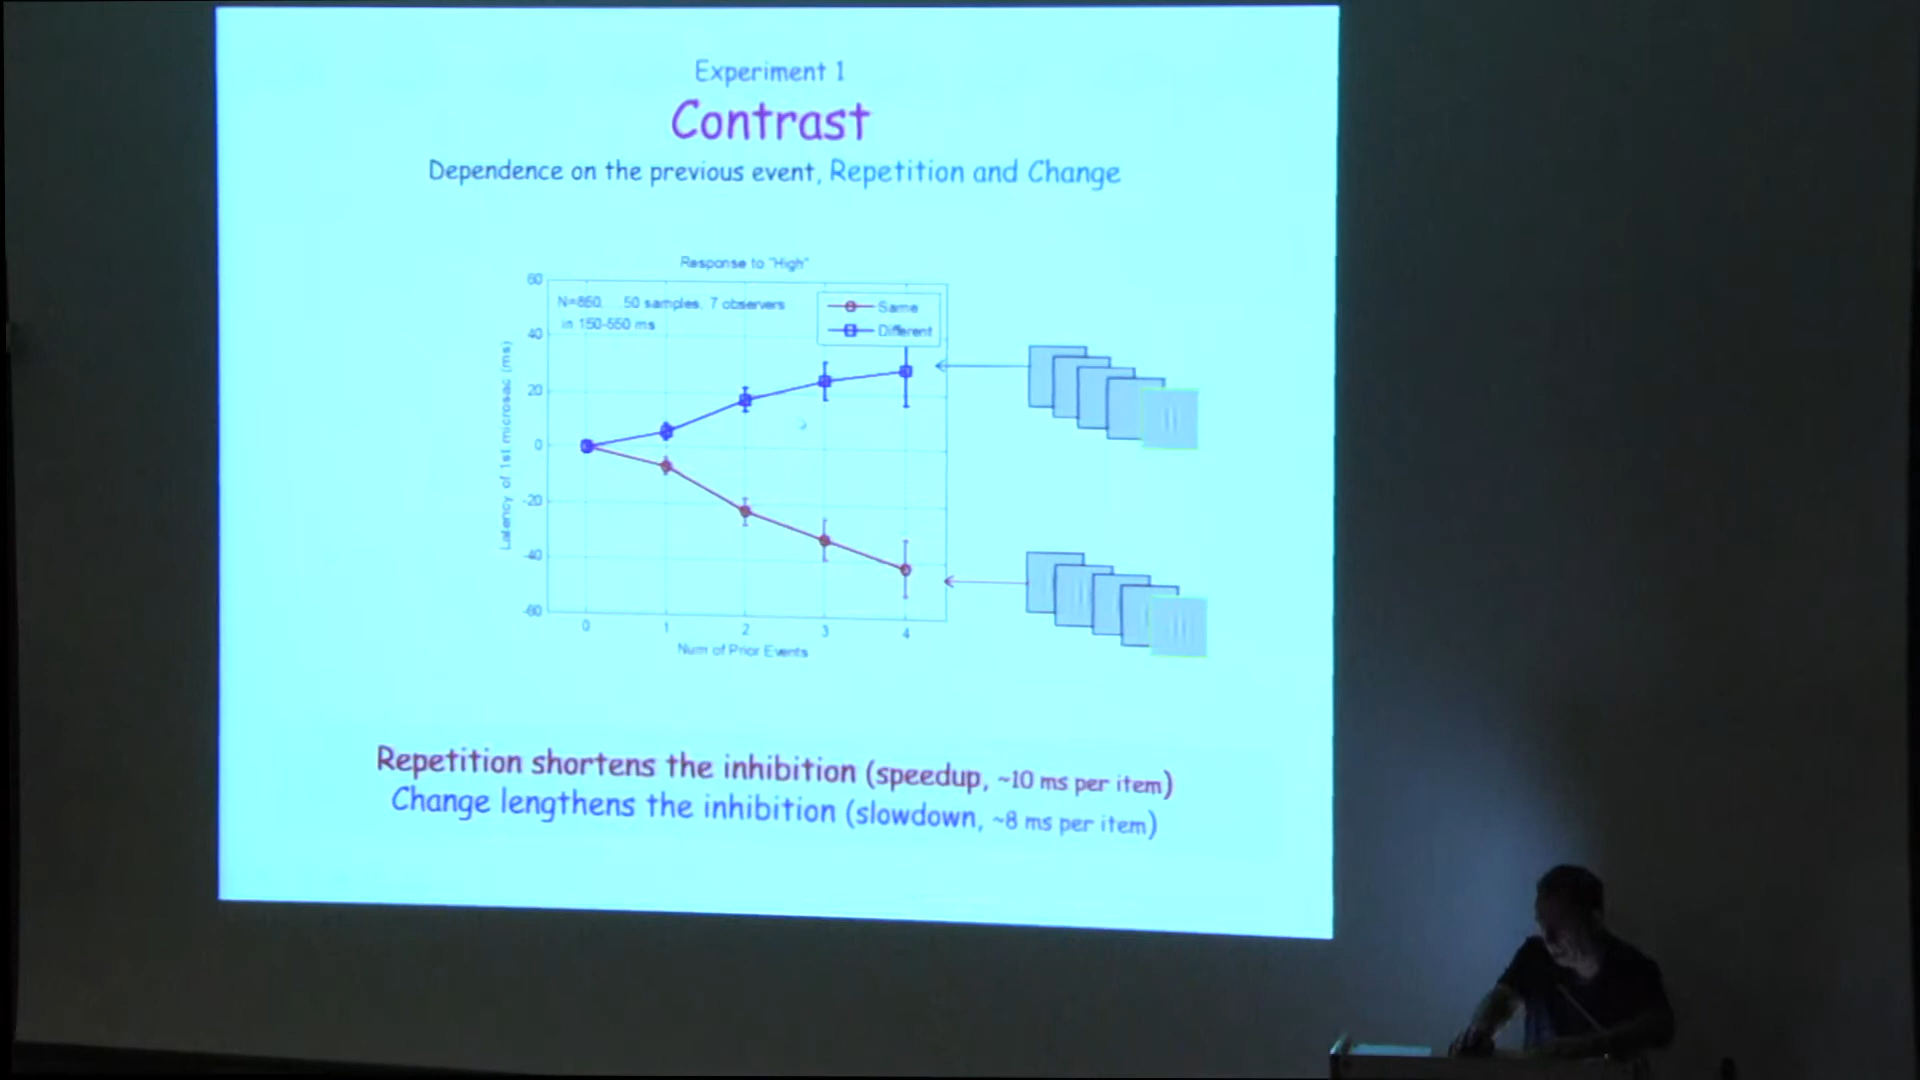 Experiment 1
Contrast
Dependence on the previous event, Repetition and Change
Response to "High"
N=860. ..50 samples. 7 observers
in 150-550 ms
Same
Different
60
40
20
0
-20
-40
-60
Latency of 1st microsac (ms)
0 1 2 3 4
Num of Prior Events
Repetition shortens the inhibition (speedup, ~10 ms per item)
Change lengthens the inhibition (slowdown, ~8 ms per item)